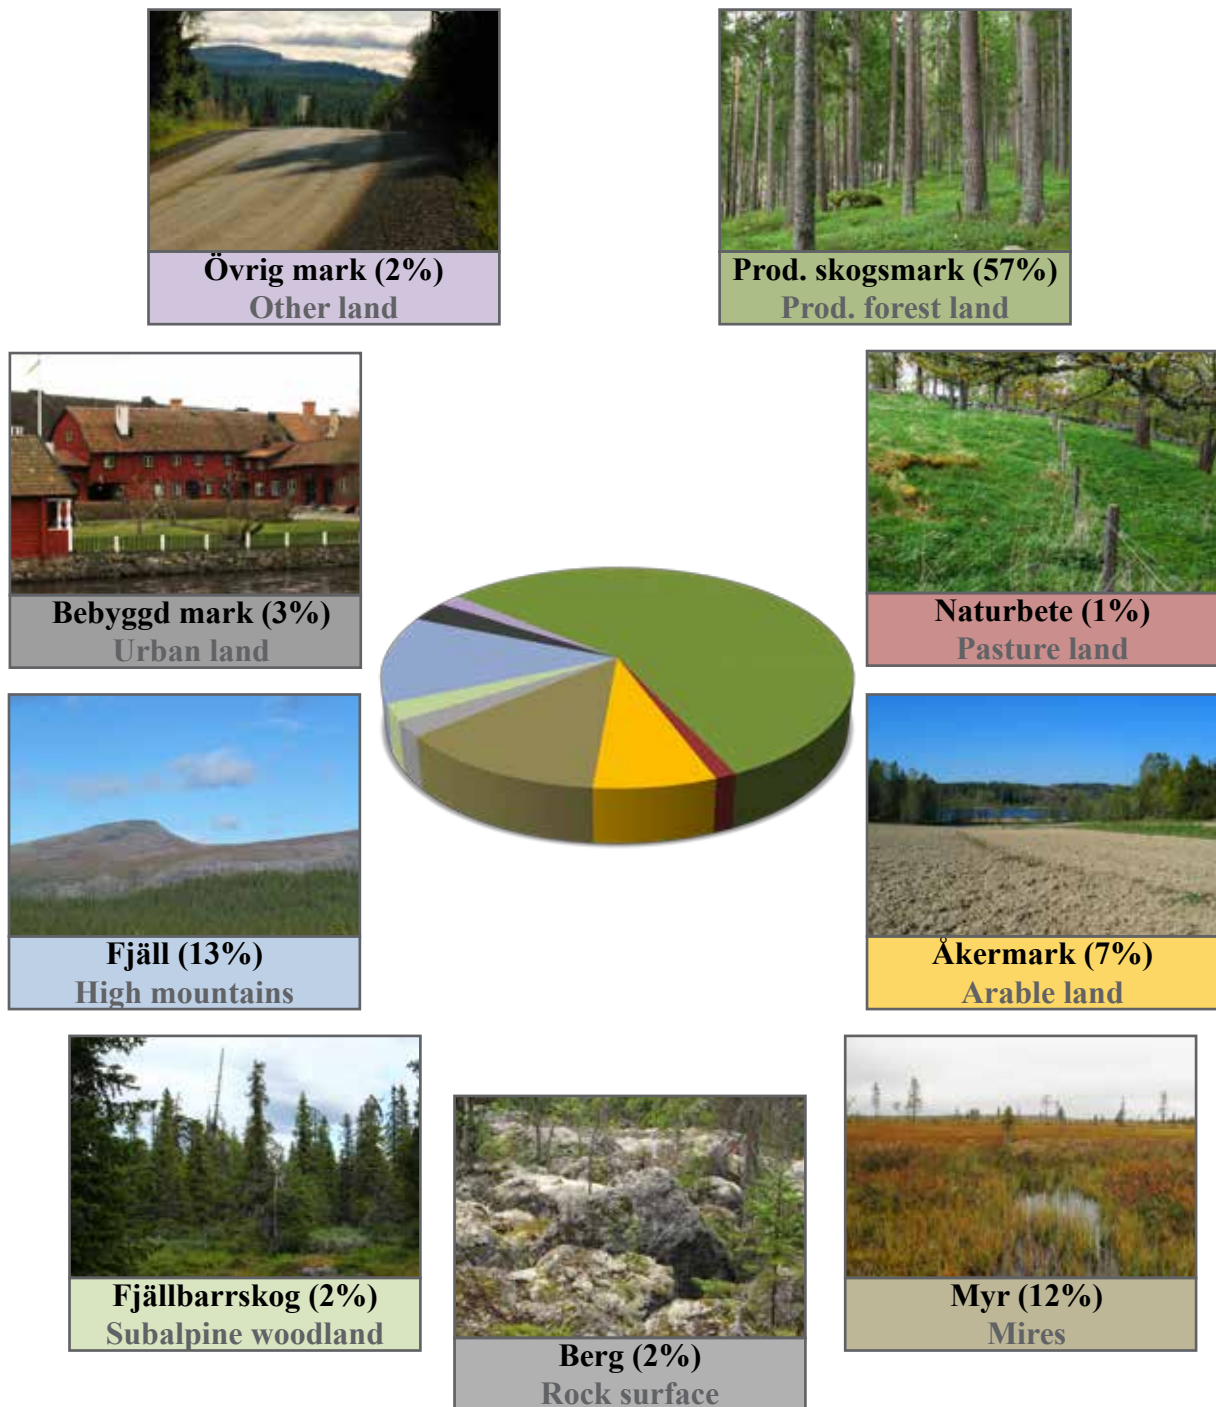 Övrig mark (2%)
Other land
Prod. skogsmark (57%)
Prod. forest land
Bebyggd mark (3%)
Urban land
Naturbete (1%)
Pasture land
Fjäll (13%)
High mountains
Åkermark (7%)
Arable land
Fjällbarrskog (2%)
Subalpine woodland
Berg (2%)
Rock surface
Myr (12%)
Mires